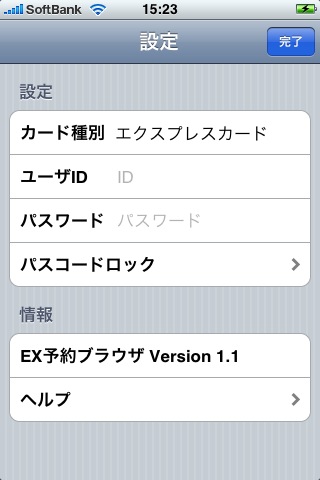 SoftBank 15:23
設定 完了
設定
カード種別 エクスプレスカード
ユーザID ID
パスワード パスワード
パスコードロック
情報
EX予約ブラウザ Version 1.1
ヘルプ